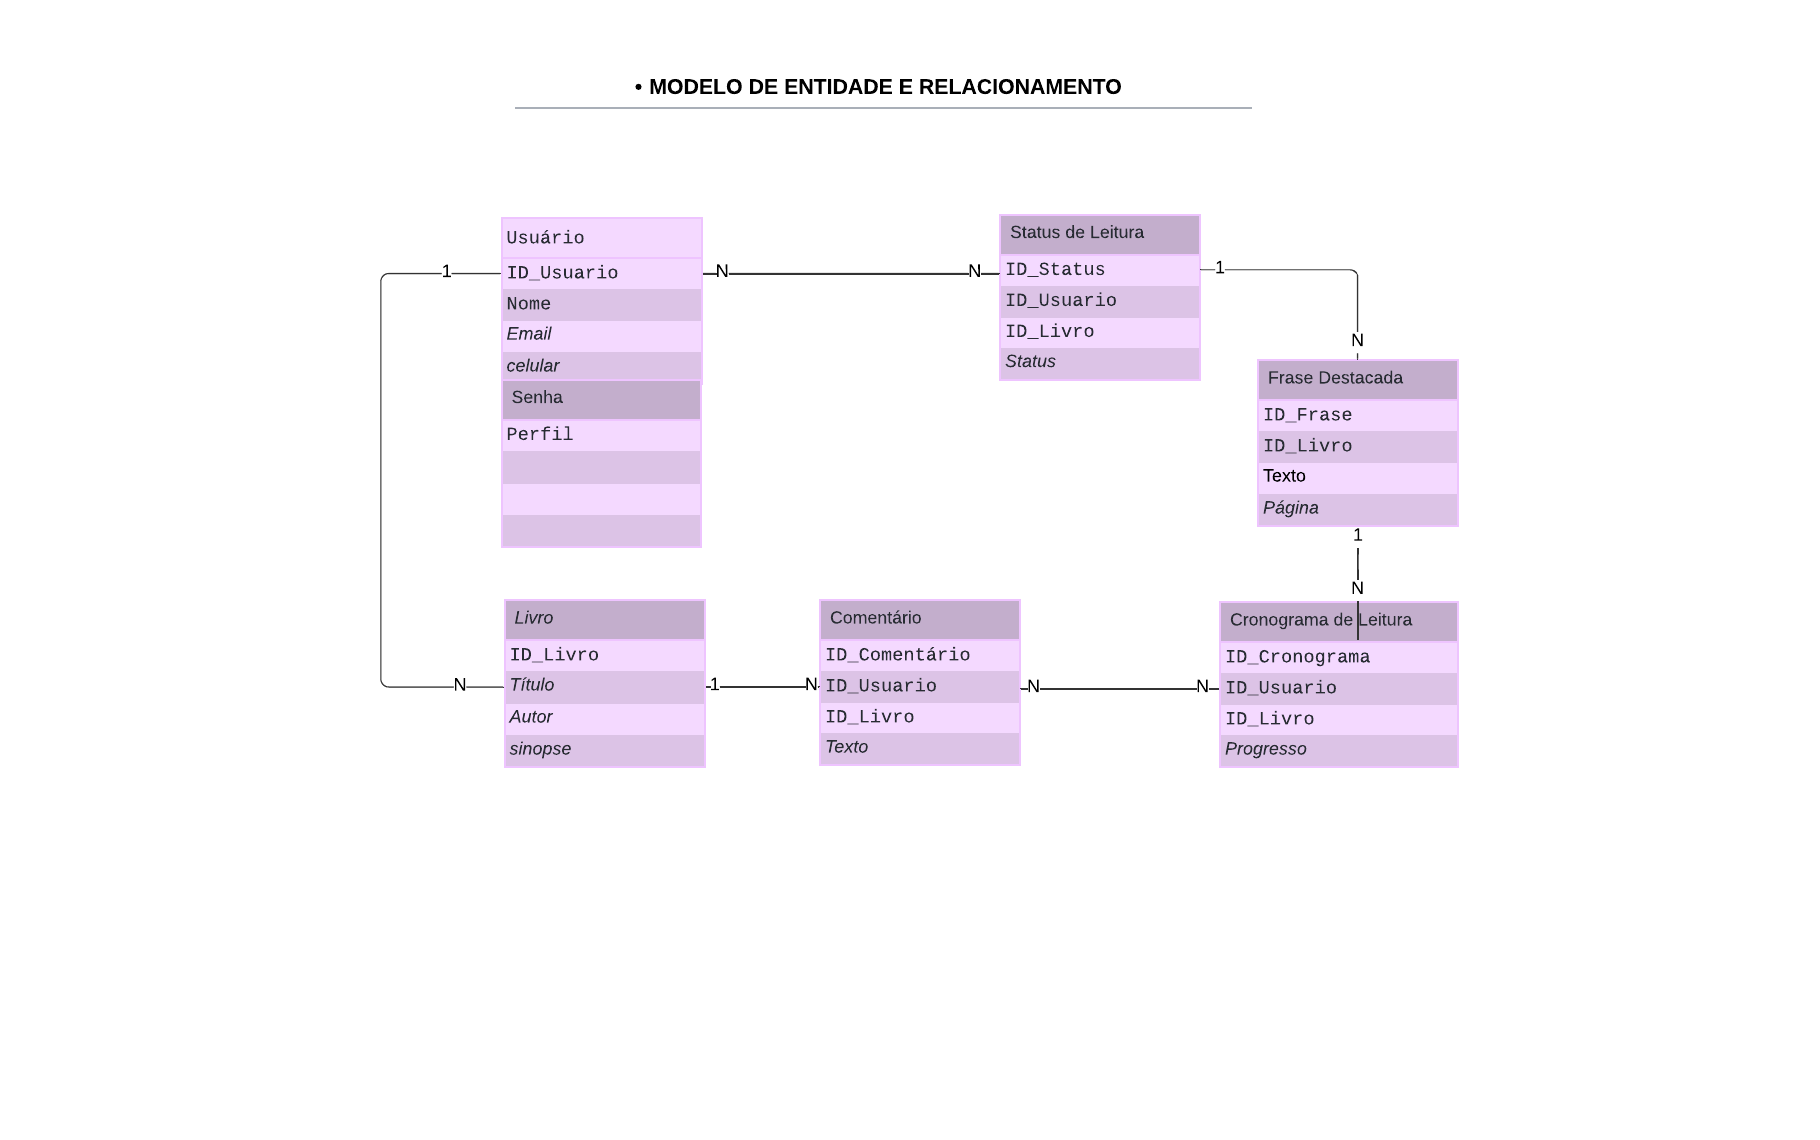 • MODELO DE ENTIDADE E RELACIONAMENTO
Usuário
ID_Usuario
Nome
Email
celular
Senha
Perfil
1
N
N
Status de Leitura
ID_Status
ID_Usuario
ID_Livro
Status
1
N
Frase Destacada
ID_Frase
ID_Livro
Texto
Página
1
N
Livro
ID_Livro
Título
Autor
sinopse
N
1
N
Comentário
ID_Comentário
ID_Usuario
ID_Livro
Texto
N
N
Cronograma de Leitura
ID_Cronograma
ID_Usuario
ID_Livro
Progresso